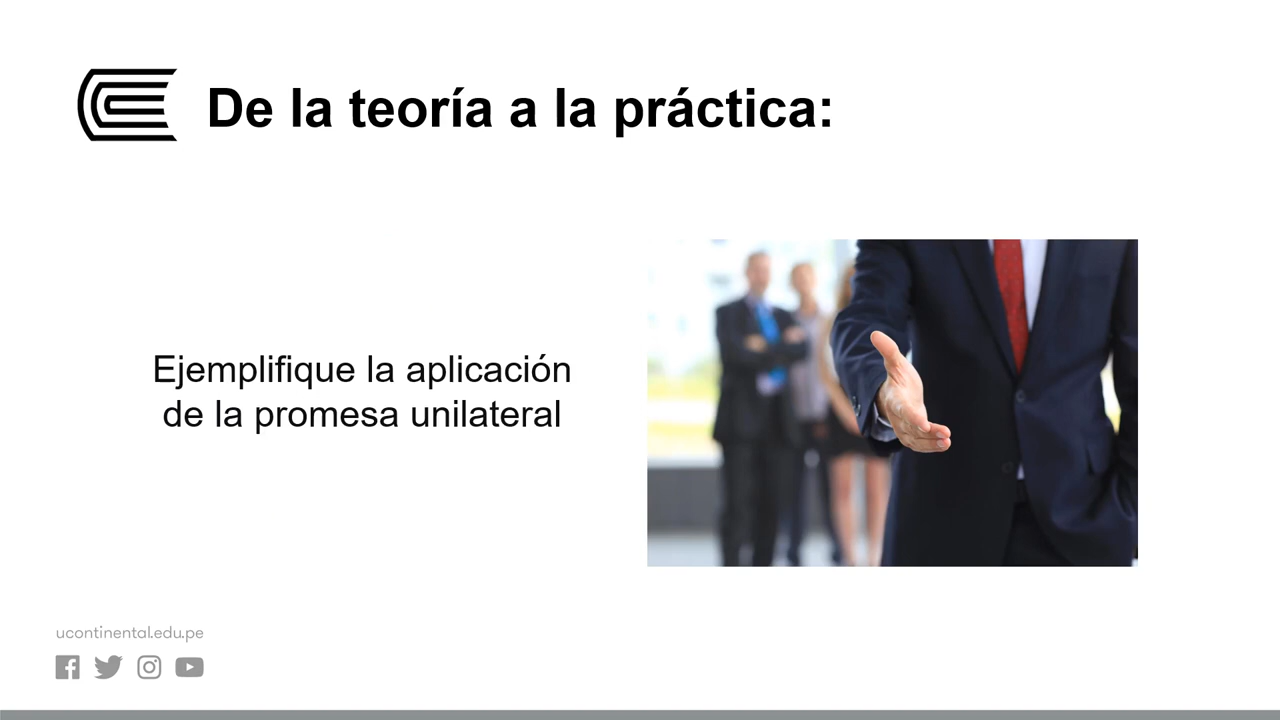 De la teoría a la práctica:
Ejemplifique la aplicación
de la promesa unilateral
ucontinental.edu.pe